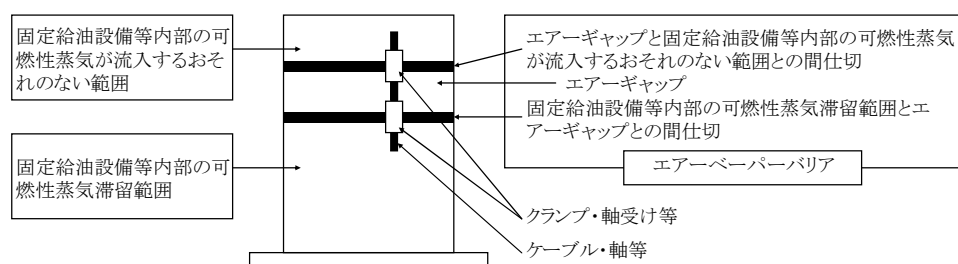 固定給油設備等内部の可
燃性蒸気が流入するおそ
れのない範囲
固定給油設備等内部の可
燃性蒸気滞留範囲
エアーギャップと固定給油設備等内部の可燃性蒸気
が流入するおそれのない範囲との間仕切
エアーギャップ
固定給油設備等内部の可燃性蒸気滞留範囲とエ
アーギャップとの間仕切
エアーベーパーバリア
クランプ・軸受け等
ケーブル・軸等